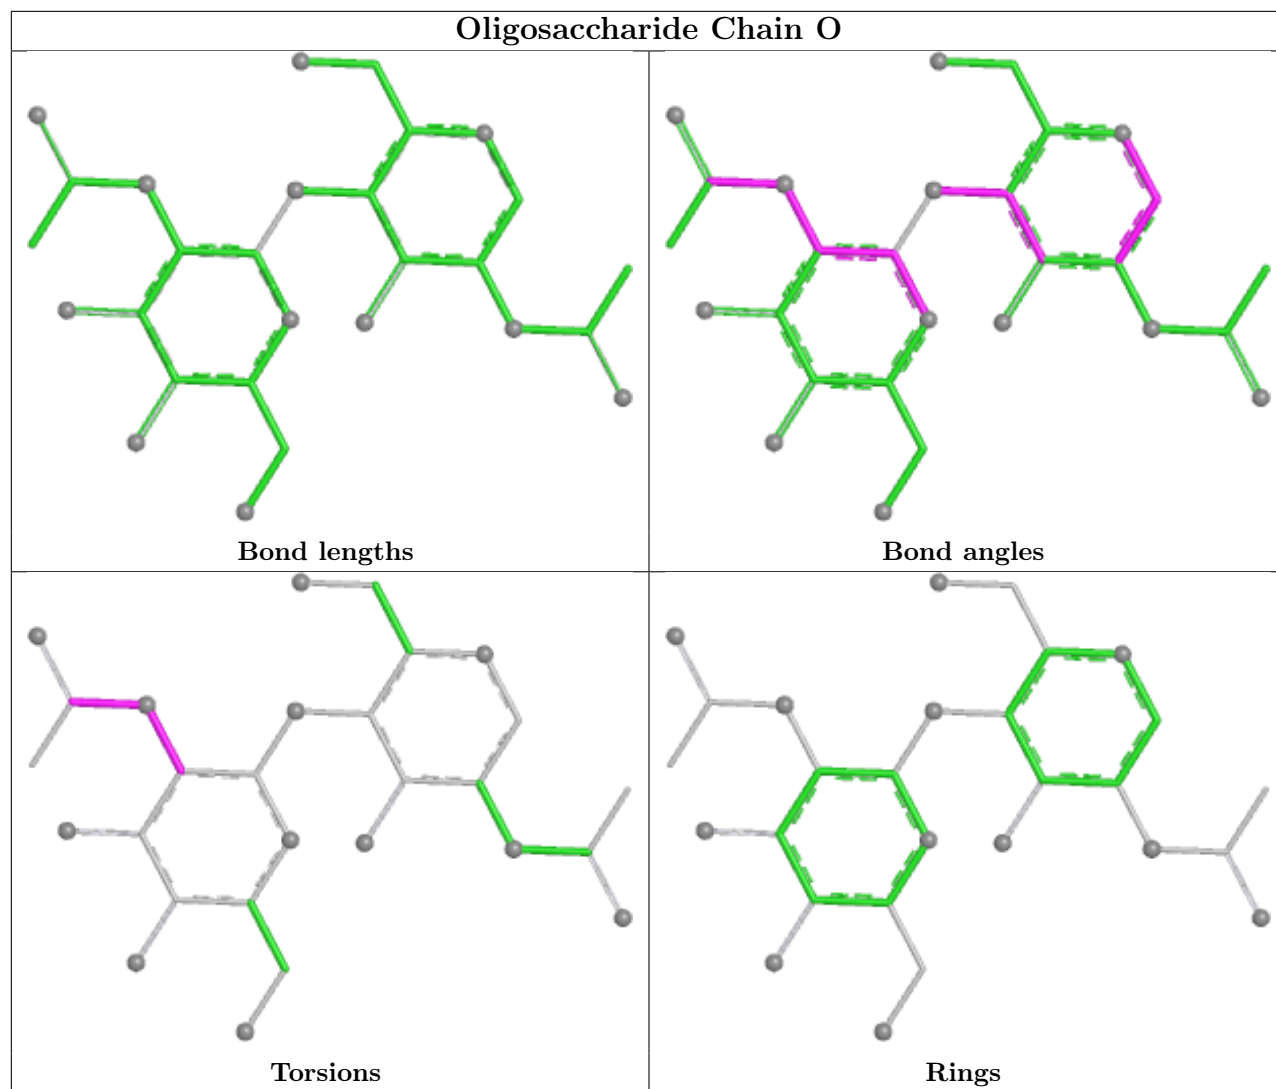 Oligosaccharide Chain O
Bond lengths
Bond angles
Torsions
Rings